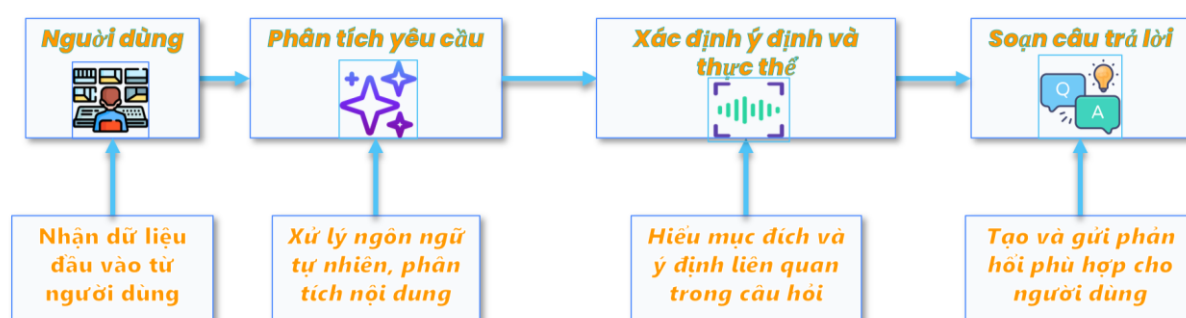 Người dùng
Phân tích yêu cầu
Xác định ý định và
thực thể
Soạn câu trả lời
Q
A
Nhận dữ liệu
đầu vào từ
người dùng
Xử lý ngôn ngữ
tự nhiên, phân
tích nội dung
Hiểu mục đích và
ý định liên quan
trong câu hỏi
Tạo và gửi phản
hồi phù hợp cho
người dùng